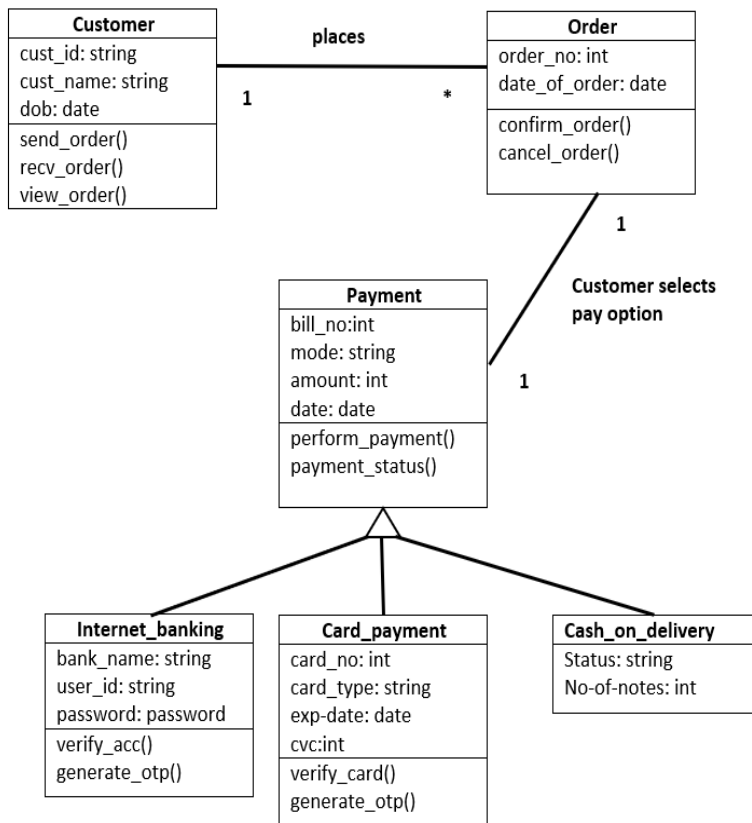 Customer
cust_id: string
cust_name: string
dob: date
send_order()
recv_order()
view_order()
places
1
*
Order
order_no: int
date_of_order: date
confirm_order()
cancel_order()
1
Customer selects
pay option
1
Payment
bill_no:int
mode: string
amount: int
date: date
perform_payment()
payment_status()
Internet_banking
bank_name: string
user_id: string
password: password
verify_acc()
generate_otp()
Card_payment
card_no: int
card_type: string
exp-date: date
cvc:int
verify_card()
generate_otp()
Cash_on_delivery
Status: string
No-of-notes: int